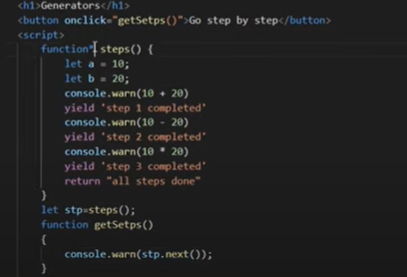 <h1>Generators</h1>
<button onclick="getSetps()">Go step by step</button>
<script>
function* steps() {
let a = 10;
let b = 20;
console.warn(10 + 20)
yield 'step 1 completed'
console.warn(10 - 20)
yield 'step 2 completed'
console.warn(10 * 20)
yield 'step 3 completed'
return "all steps done"
}
let stp=steps();
function getSetps()
{
console.warn(stp.next());
}